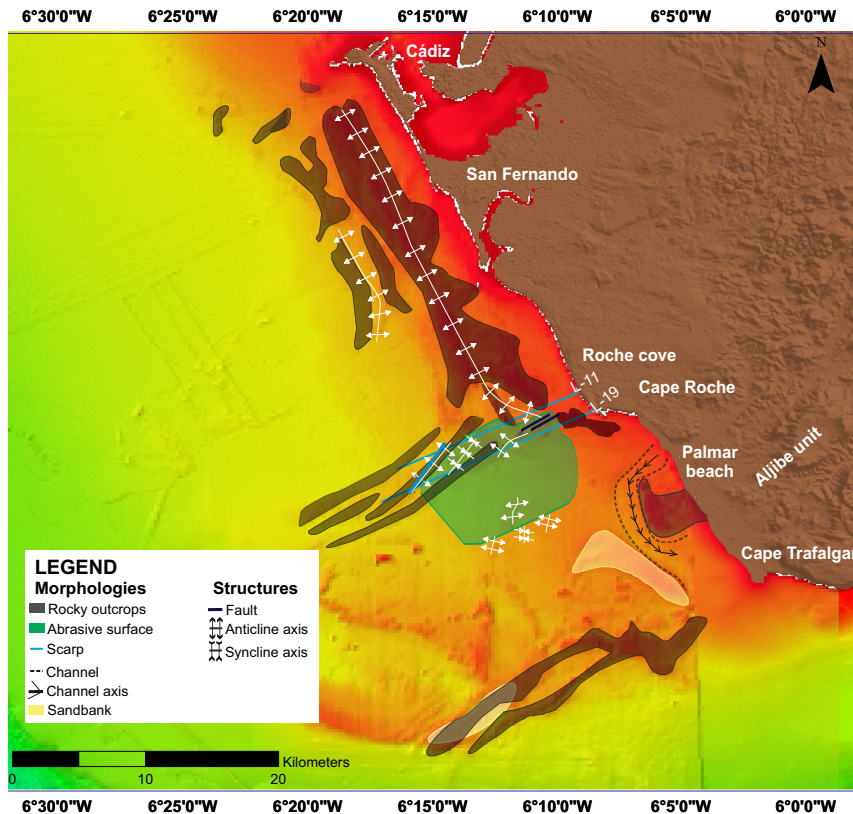 6°30'0"W 6°25'0"W 6°20'0"W 6°15'0"W 6°10'0"W 6°5'0"W 6°0'0"W
N
Cádiz
San Fernando
Roche cove
L-11
Cape Roche
L-19
Palmar
beach
Aljibe unit
Cape Trafalgar
LEGEND
Morphologies
Rocky outcrops
Abrasive surface
Scarp
Channel
Channel axis
Sandbank
Structures
Fault
Anticline axis
Syncline axis
Kilometers
0 10 20
6°30'0"W 6°25'0"W 6°20'0"W 6°15'0"W 6°10'0"W 6°5'0"W 6°0'0"W